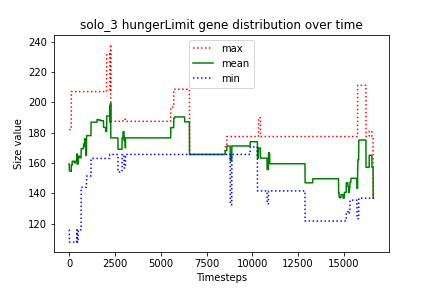 solo_3 hungerLimit gene distribution over time
max
mean
min
Size value
240
220
200
180
160
140
120
0 2500 5000 7500 10000 12500 15000
Timesteps